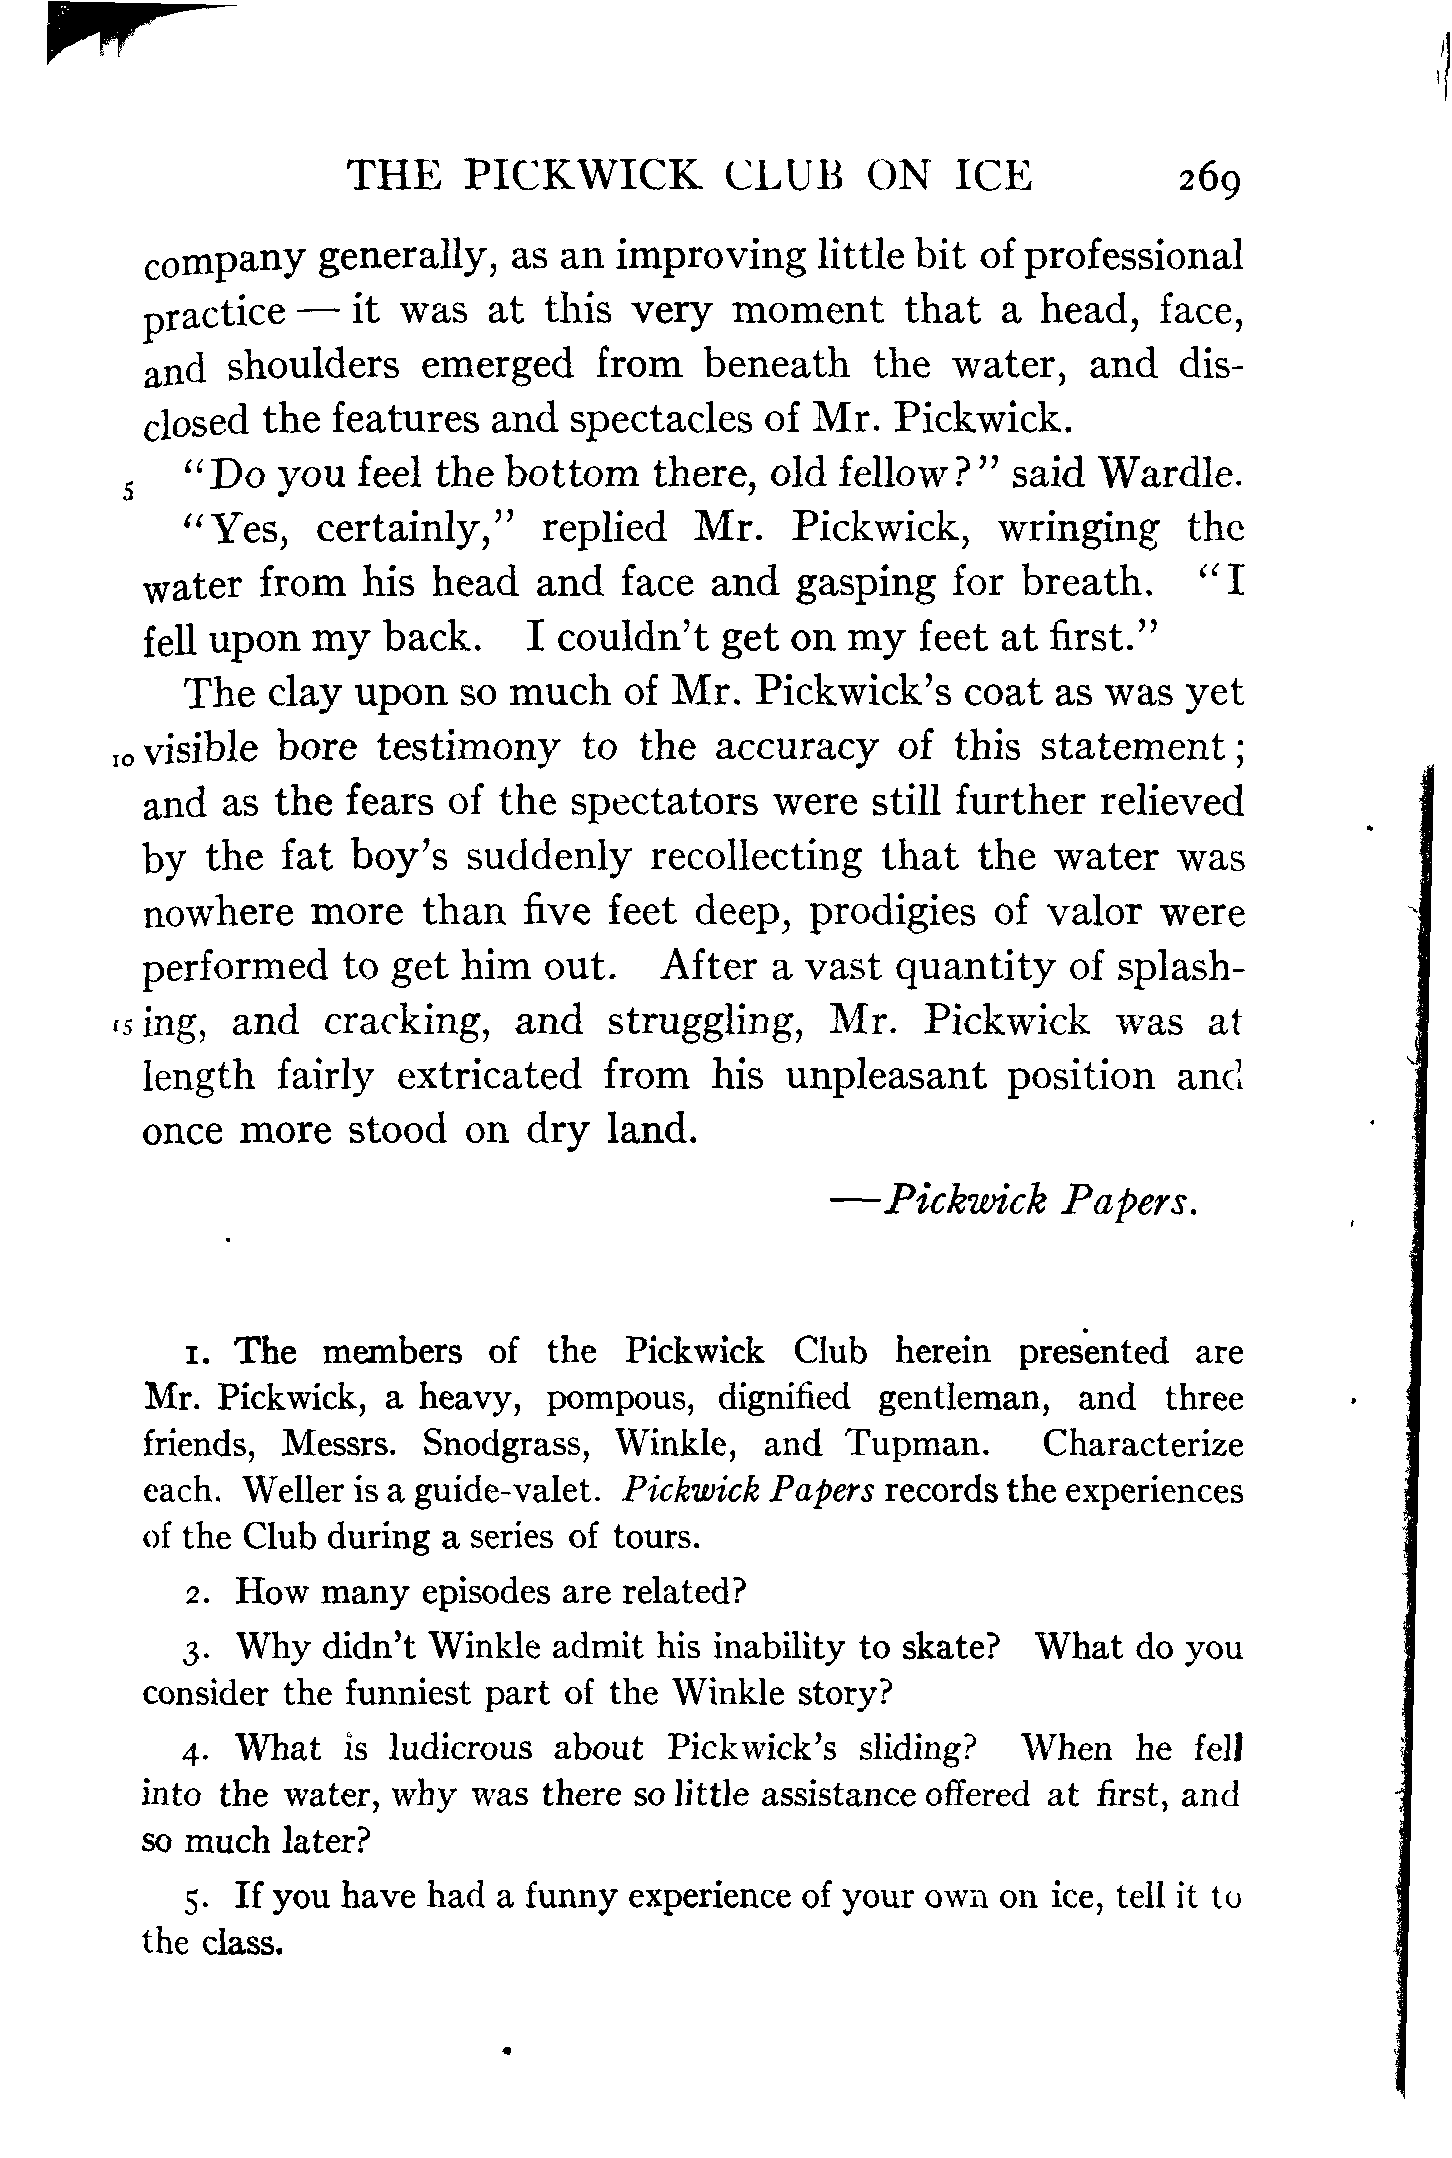 THE PICKWICK CLUB ON ICE 269
company generally, as an improving little bit of professional
practice — it was at this very moment that a head, face,
and shoulders emerged from beneath the water, and dis-
closed the features and spectacles of Mr. Pickwick.
5 "Do you feel the bottom there, old fellow?" said Wardle.
"Yes, certainly," replied Mr. Pickwick, wringing the
water from his head and face and gasping for breath. "I
fell upon my back. I couldn't get on my feet at first."
The clay upon so much of Mr. Pickwick's coat as was yet
10 visible bore testimony to the accuracy of this statement;
and as the fears of the spectators were still further relieved
by the fat boy's suddenly recollecting that the water was
nowhere more than five feet deep, prodigies of valor were
performed to get him out. After a vast quantity of splash-
15 ing, and cracking, and struggling, Mr. Pickwick was at
length fairly extricated from his unpleasant position and
once more stood on dry land.
—Pickwick Papers.
1. The members of the Pickwick Club herein presented are
Mr. Pickwick, a heavy, pompous, dignified gentleman, and three
friends, Messrs. Snodgrass, Winkle, and Tupman. Characterize
each. Weller is a guide-valet. Pickwick Papers records the experiences
of the Club during a series of tours.
2. How many episodes are related?
3. Why didn't Winkle admit his inability to skate? What do you
consider the funniest part of the Winkle story?
4. What is ludicrous about Pickwick's sliding? When he fell
into the water, why was there so little assistance offered at first, and
so much later?
5. If you have had a funny experience of your own on ice, tell it to
the class.